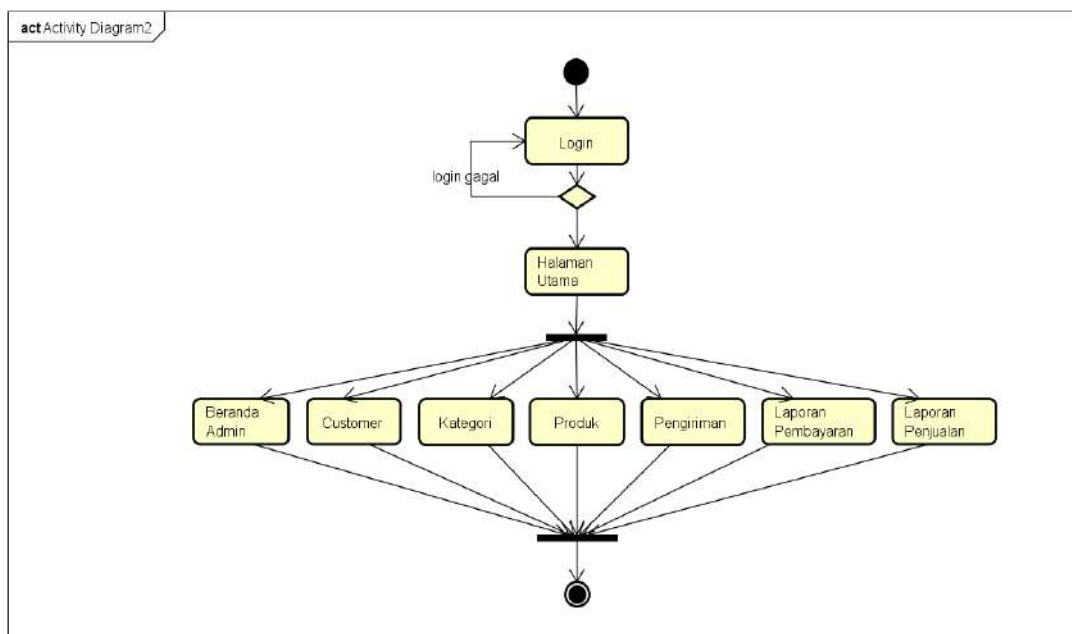 act Activity Diagram2
Login
login gagal
Halaman
Utama
Beranda
Admin
Customer
Kategori
Produk
Pengiriman
Laporan
Pembayaran
Laporan
Penjualan